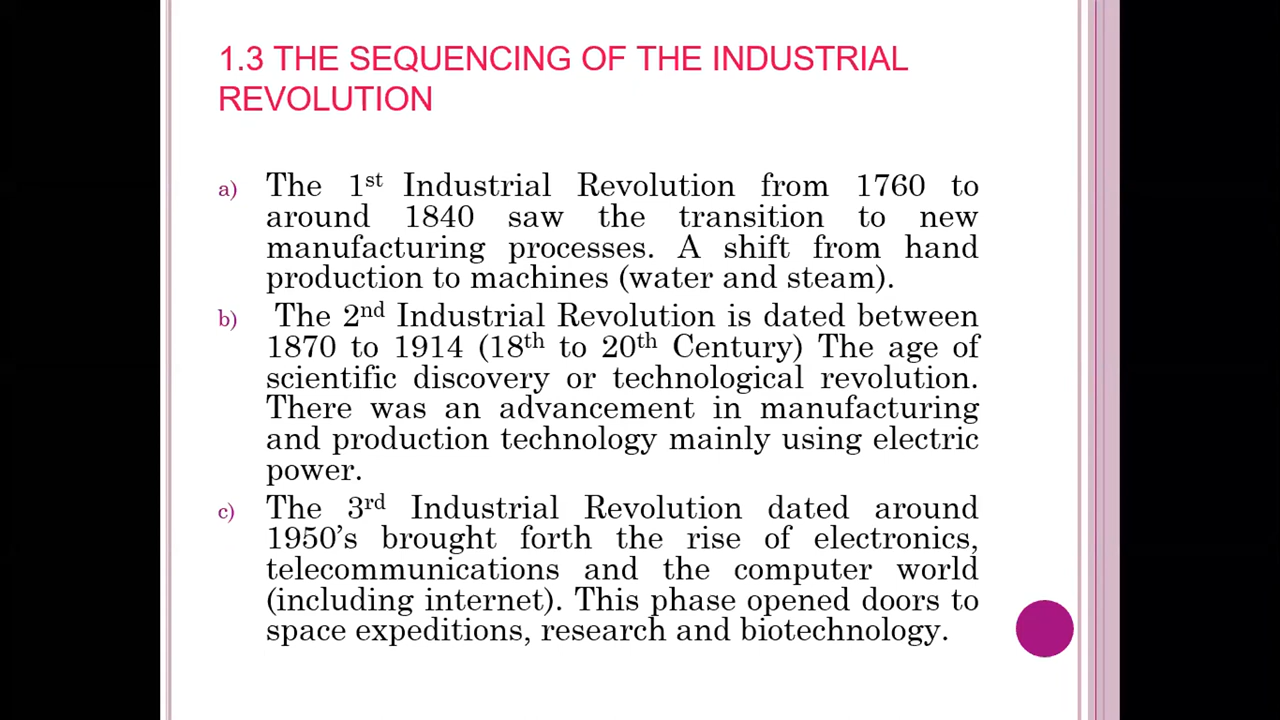 1.3 THE SEQUENCING OF THE INDUSTRIAL
REVOLUTION
a) The 1st Industrial Revolution from 1760 to
around 1840 saw the transition to new
manufacturing processes. A shift from hand
production to machines (water and steam).
b) The 2nd Industrial Revolution is dated between
1870 to 1914 (18th to 20th Century) The age of
scientific discovery or technological revolution.
There was an advancement in manufacturing
and production technology mainly using electric
power.
c) The 3rd Industrial Revolution dated around
1950’s brought forth the rise of electronics,
telecommunications and the computer world
(including internet). This phase opened doors to
space expeditions, research and biotechnology.